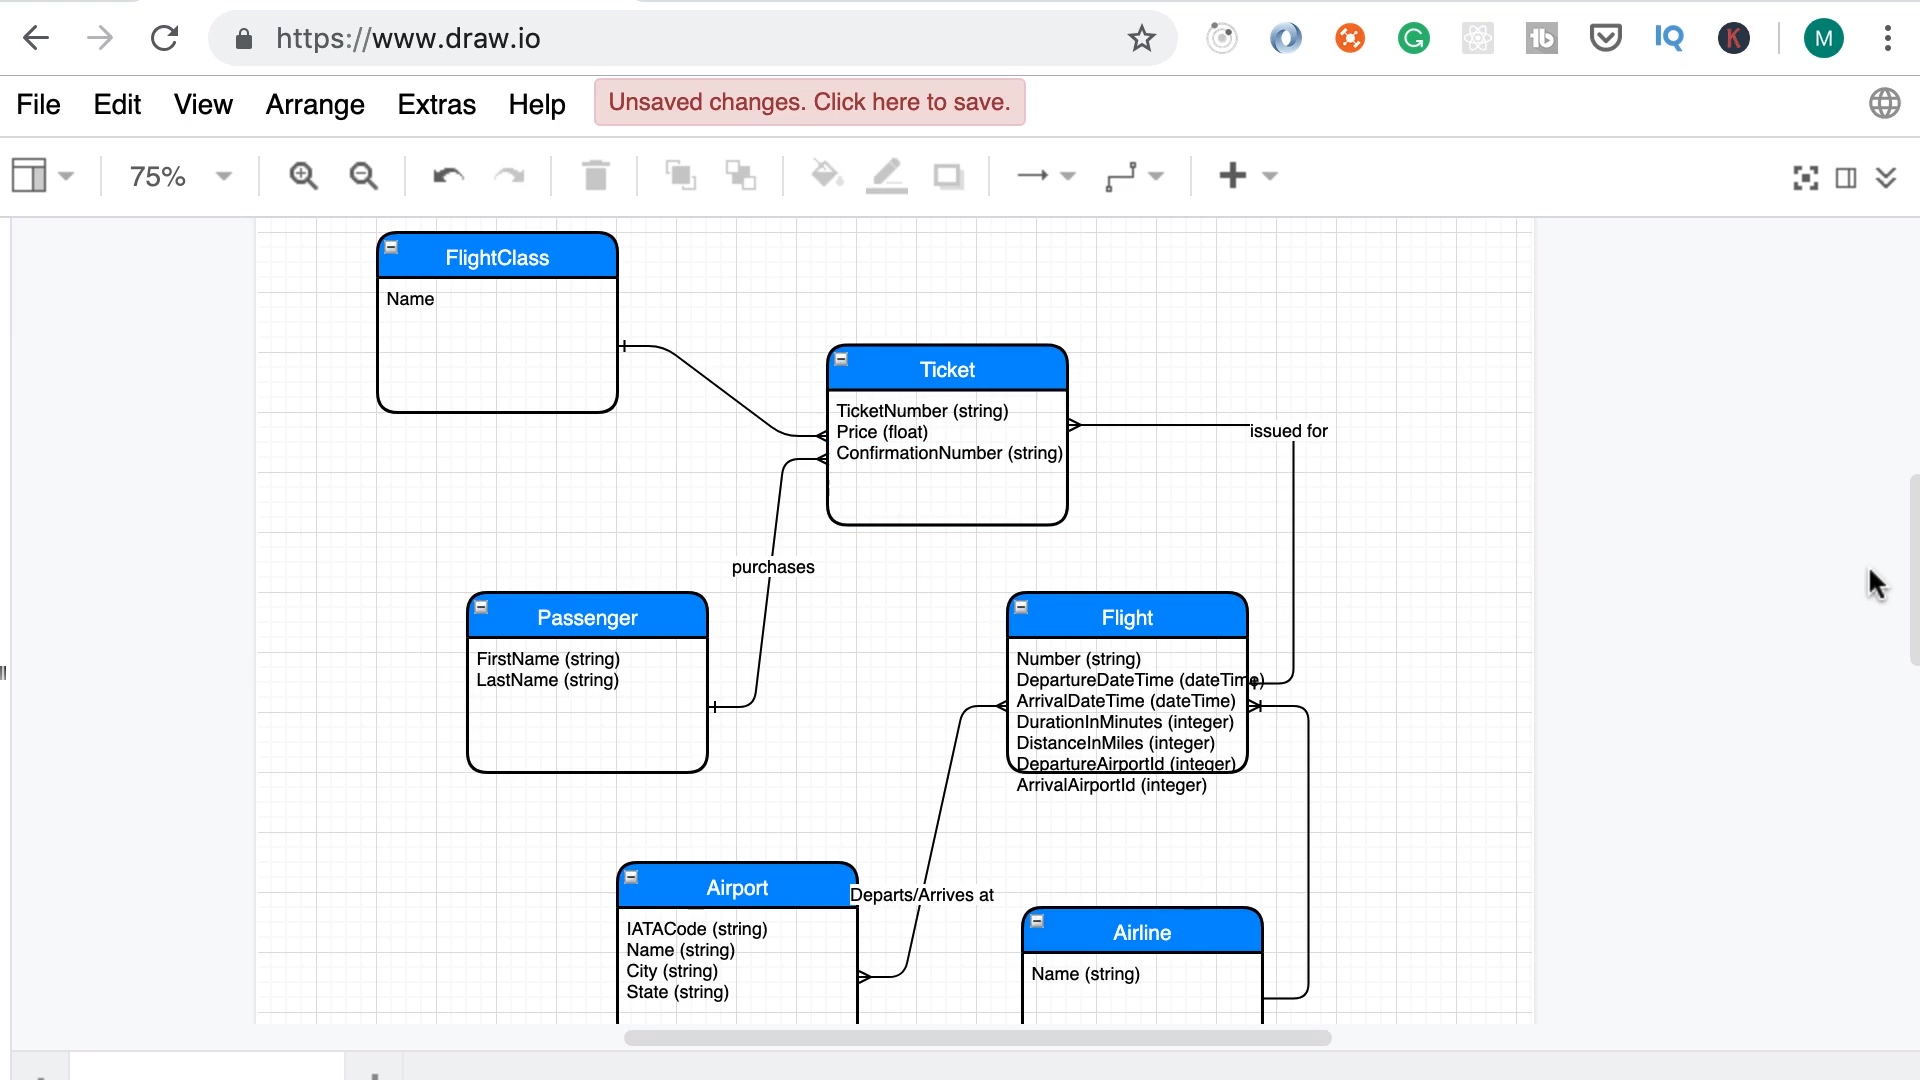 https://www.draw.io
M
File Edit View Arrange Extras Help Unsaved changes. Click here to save.
75%
FlightClass
Name
Ticket
TicketNumber (string)
Price (float)
ConfirmationNumber (string)
issued for
purchases
Passenger
FirstName (string)
LastName (string)
Flight
Number (string)
DepartureDateTime (dateTime)
ArrivalDateTime (dateTime)
DurationInMinutes (integer)
DistanceInMiles (integer)
DepartureAirportId (integer)
ArrivalAirportId (integer)
Departs/Arrives at
Airport
IATACode (string)
Name (string)
City (string)
State (string)
Airline
Name (string)